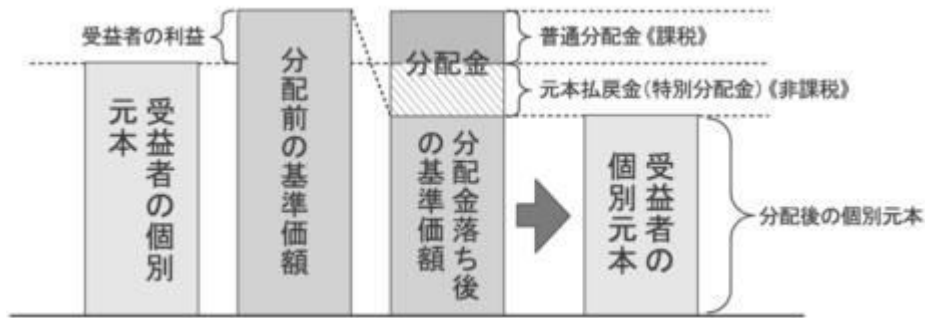 受益者の利益
受益者の個別
元本
分配前の基準価額
分配金
分配金落ち後
の基準価額
普通分配金《課税》
元本払戻金(特別分配金)《非課税》
受益者の
個別元本
分配後の個別元本